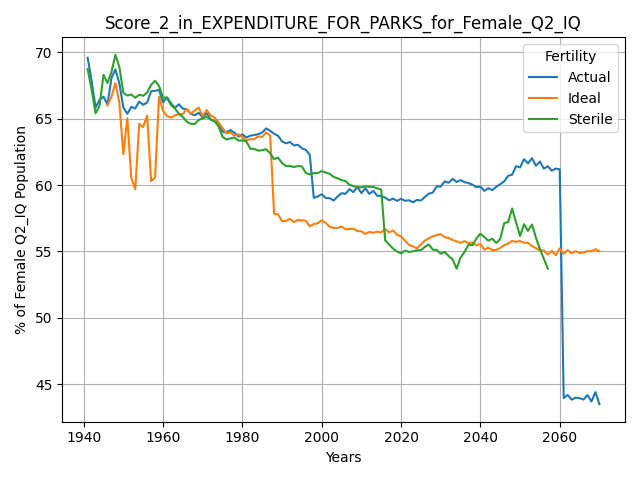 Score_2_in_EXPENDITURE_FOR_PARKS_for_Female_Q2_IQ
% of Female Q2_IQ Population
70
65
60
55
50
45
Fertility
Actual
Ideal
Sterile
1940
1960
1980
2000
2020
2040
2060
Years